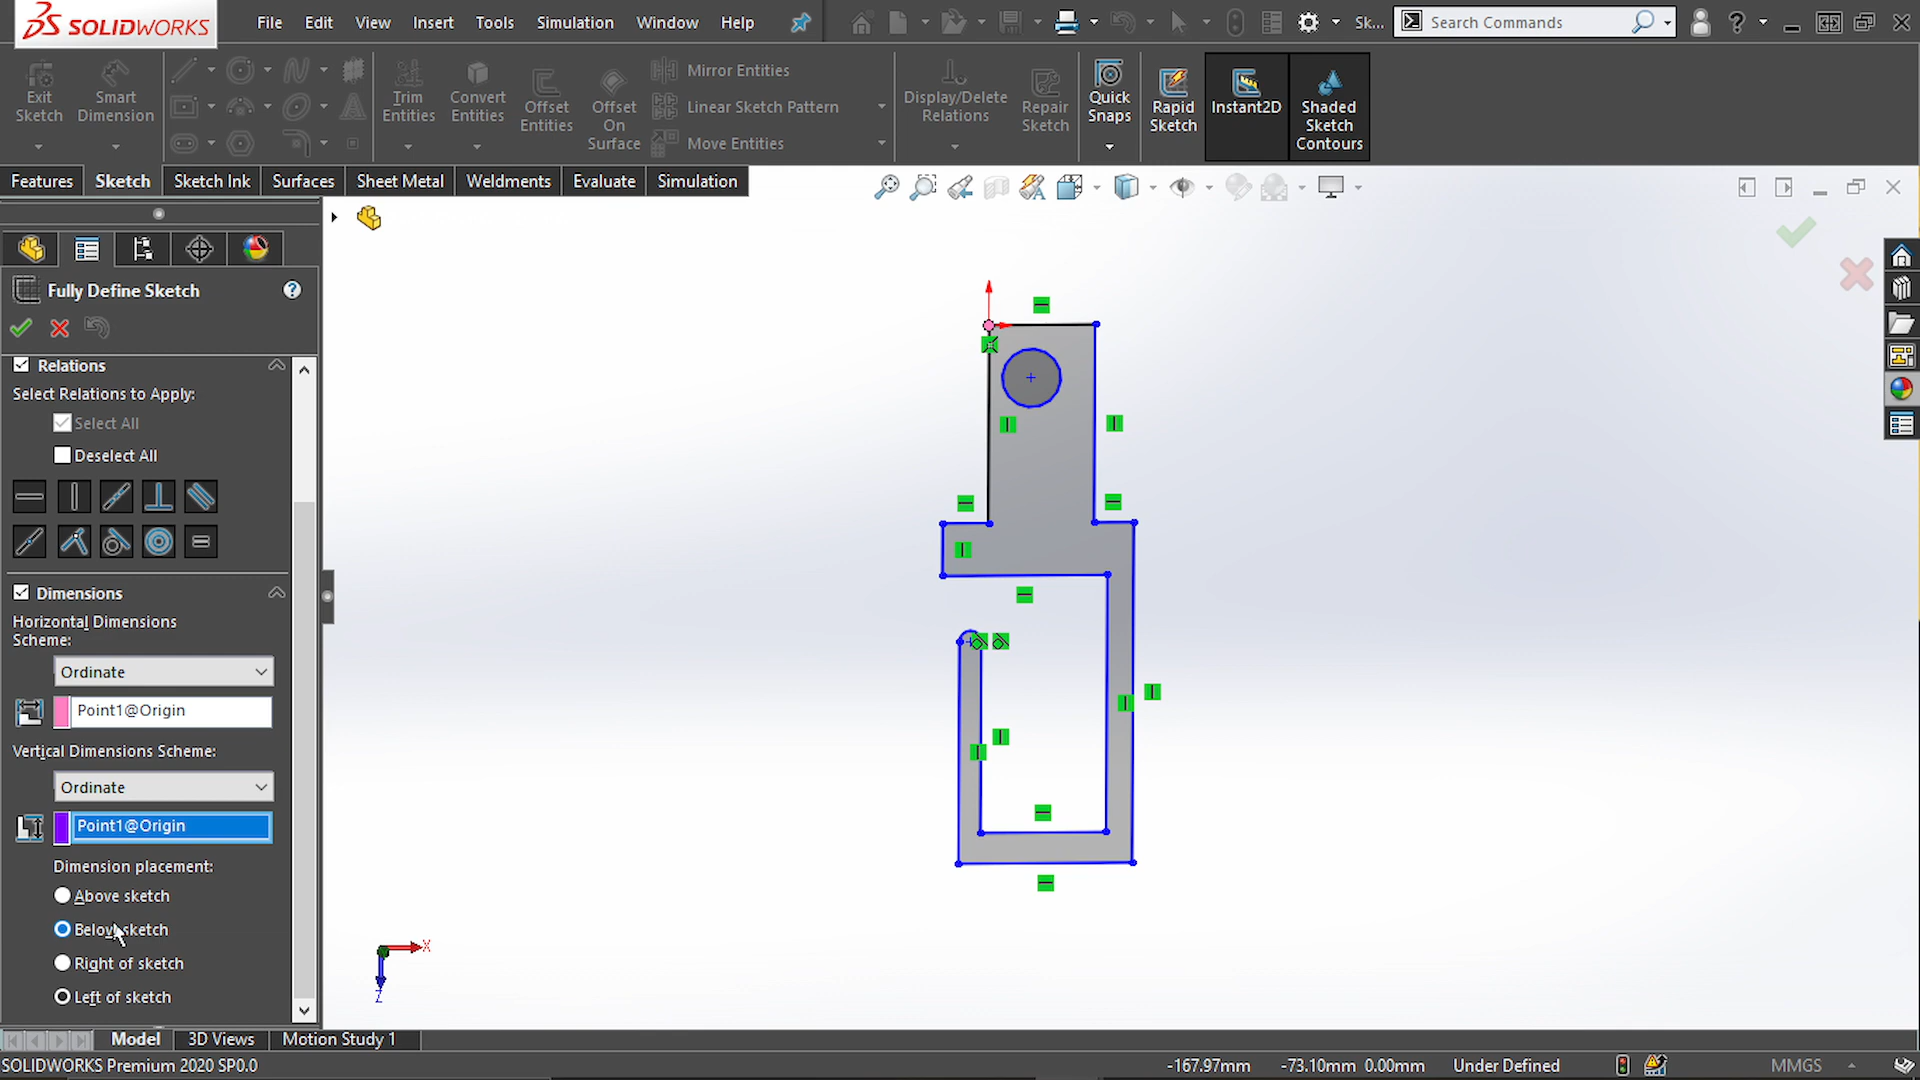 SOLIDWORKS
File Edit View Insert Tools Simulation Window Help
Sk...
Search Commands
Exit Sketch
Smart Dimension
Trim Entities
Convert Entities
Offset Entities
Offset On Surface
Mirror Entities
Linear Sketch Pattern
Move Entities
Display/Delete Relations
Repair Sketch
Quick Snaps
Rapid Sketch
Instant2D
Shaded Sketch Contours
Features Sketch Sketch Ink Surfaces Sheet Metal Weldments Evaluate Simulation
Fully Define Sketch
Relations
Select Relations to Apply:
Select All
Deselect All
Dimensions
Horizontal Dimensions
Scheme:
Ordinate
Point1@Origin
Vertical Dimensions Scheme:
Ordinate
Point1@Origin
Dimension placement:
Above sketch
Below sketch
Right of sketch
Left of sketch
X
Z
Model 3D Views Motion Study 1
SOLIDWORKS Premium 2020 SP0.0
-167.97mm -73.10mm 0.00mm Under Defined MMGS